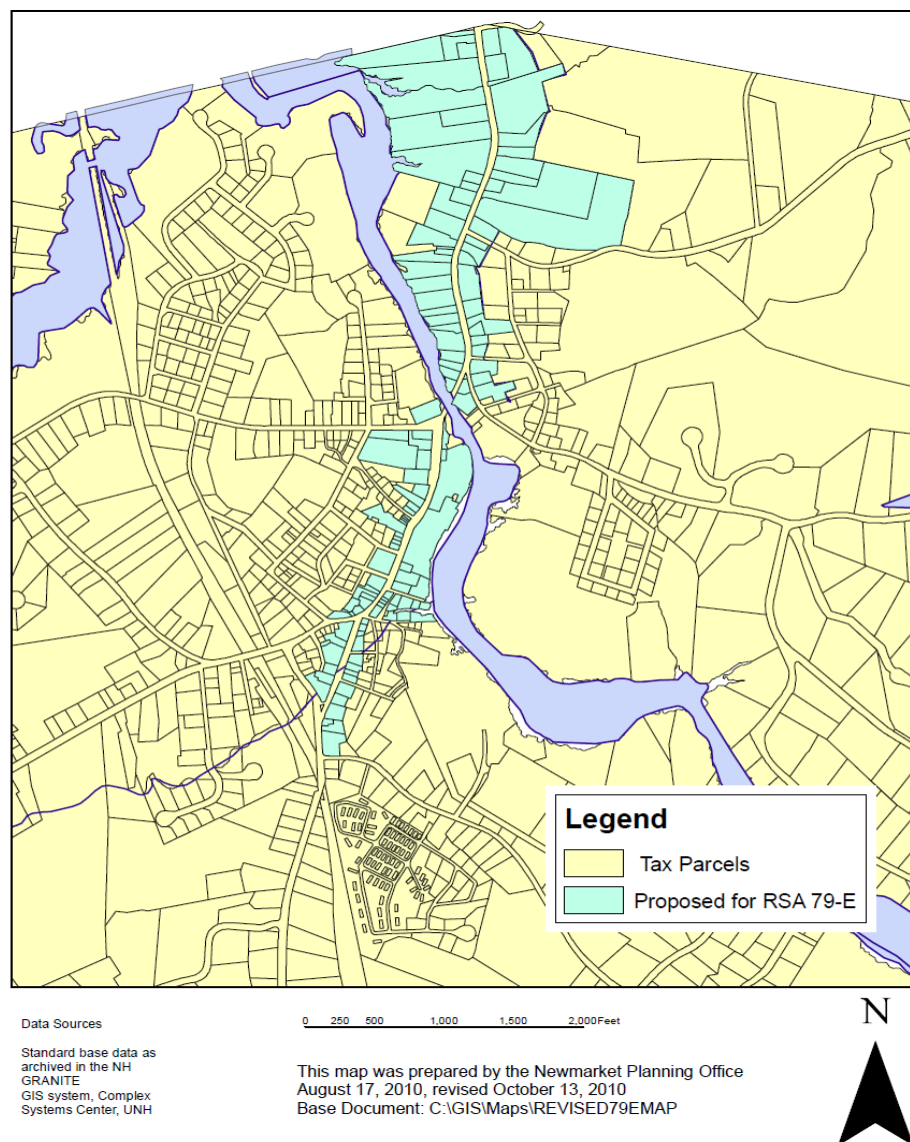 Legend
Tax Parcels
Proposed for RSA 79-E
Data Sources
Standard base data as
archived in the NH
GRANITE
GIS system, Complex
Systems Center, UNH
0 250 500 1,000 1,500 2,000Feet
This map was prepared by the Newmarket Planning Office
August 17, 2010, revised October 13, 2010
Base Document: C:\GIS\Maps\REVISED79EMAP
N